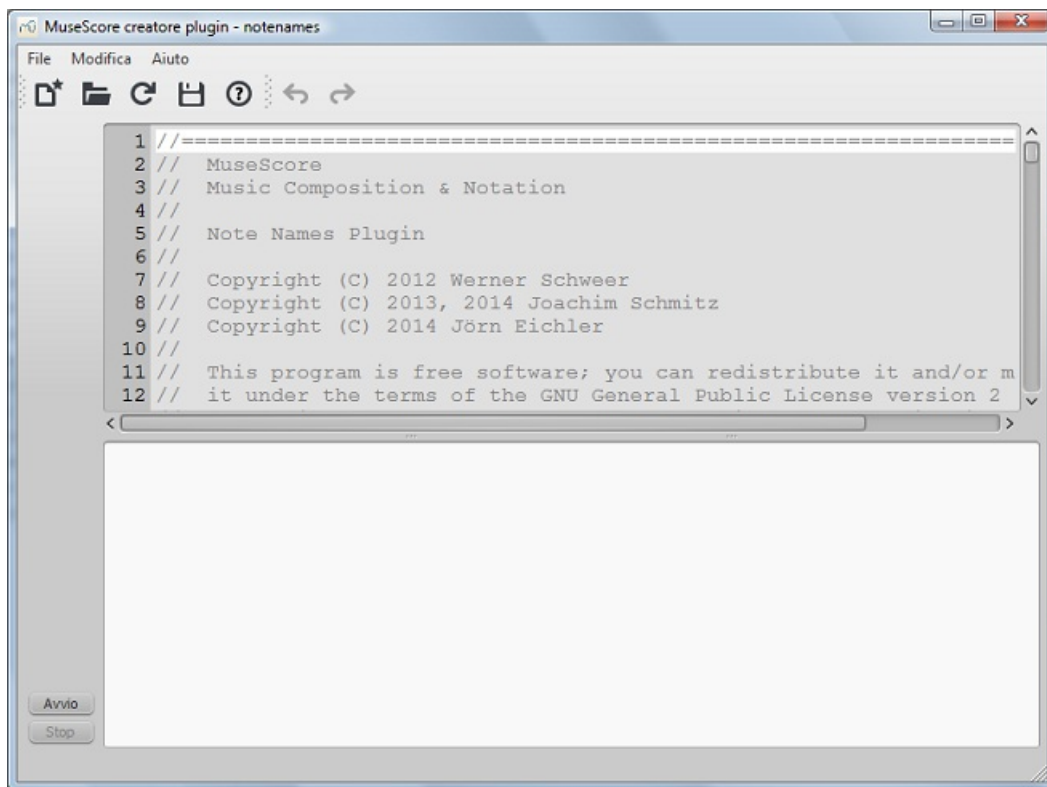 MuseScore creatore plugin - notenames
File Modifica Aiuto
1 //=================================================================
2 // MuseScore
3 // Music Composition & Notation
4 //
5 // Note Names Plugin
6 //
7 // Copyright (C) 2012 Werner Schweer
8 // Copyright (C) 2013, 2014 Joachim Schmitz
9 // Copyright (C) 2014 Jörn Eichler
10 //
11 // This program is free software; you can redistribute it and/or m
12 // it under the terms of the GNU General Public License version 2
Avvio
Stop